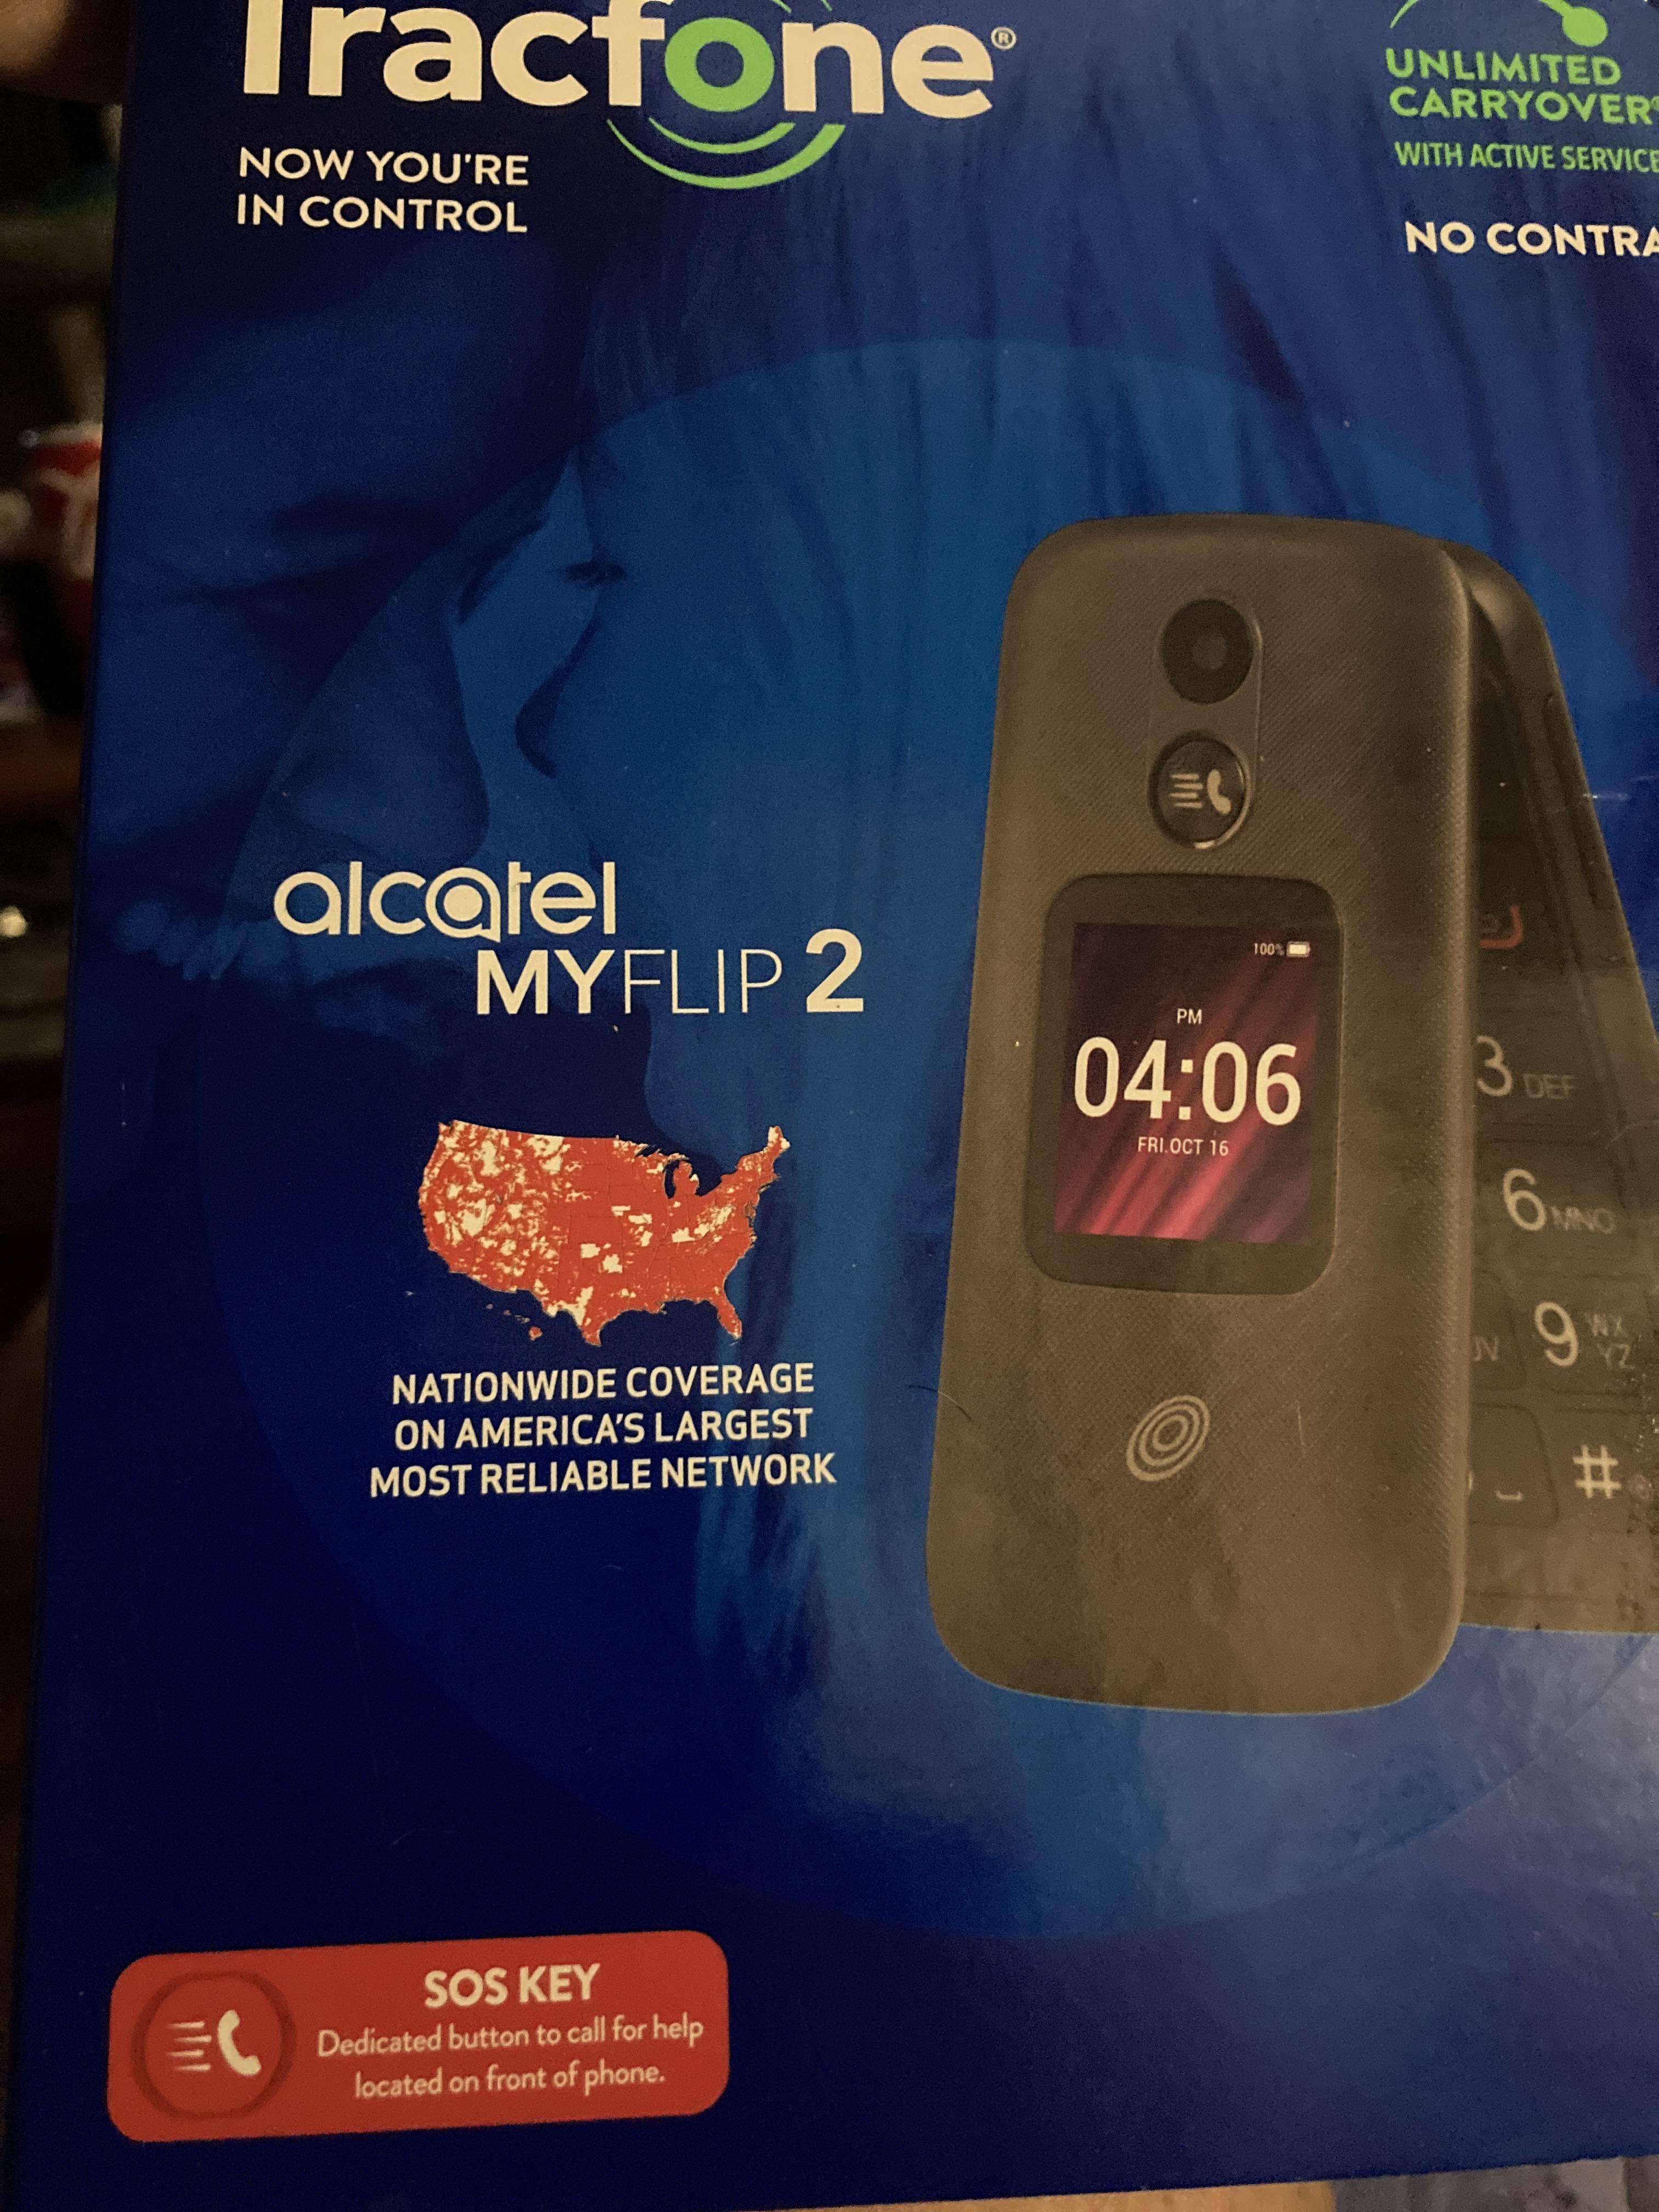 Tracfone®
NOW YOU'RE
IN CONTROL
UNLIMITED
CARRYOVER®
WITH ACTIVE SERVICE
NO CONTRA
alcatel
MYFLIP 2
100%
PM
04:06
FRI.OCT 16
3 DEF
6 MNO
UV 9 WX
YZ
#
NATIONWIDE COVERAGE
ON AMERICA'S LARGEST
MOST RELIABLE NETWORK
SOS KEY
Dedicated button to call for help
located on front of phone.